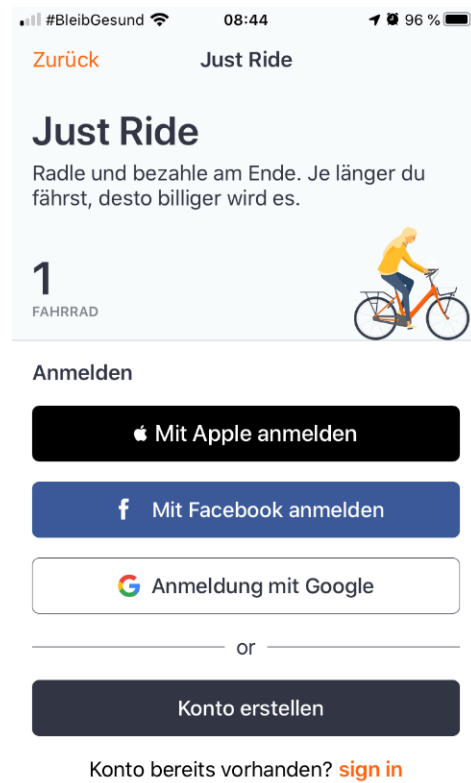 #BleibGesund 08:44 96 %
Zurück Just Ride
Just Ride
Radle und bezahle am Ende. Je länger du
fährst, desto billiger wird es.
1
FAHRRAD
Anmelden
Mit Apple anmelden
f Mit Facebook anmelden
G Anmeldung mit Google
or
Konto erstellen
Konto bereits vorhanden? sign in